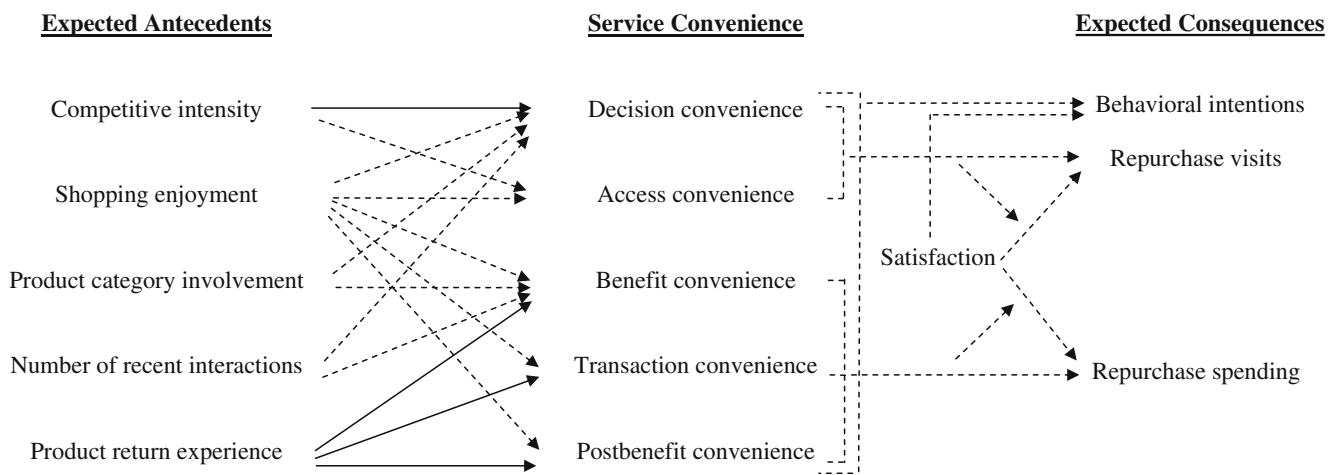 Expected Antecedents
Service Convenience
Expected Consequences
Competitive intensity
Decision convenience
Behavioral intentions
Repurchase visits
Shopping enjoyment
Access convenience
Satisfaction
Product category involvement
Benefit convenience
Number of recent interactions
Transaction convenience
Repurchase spending
Product return experience
Postbenefit convenience